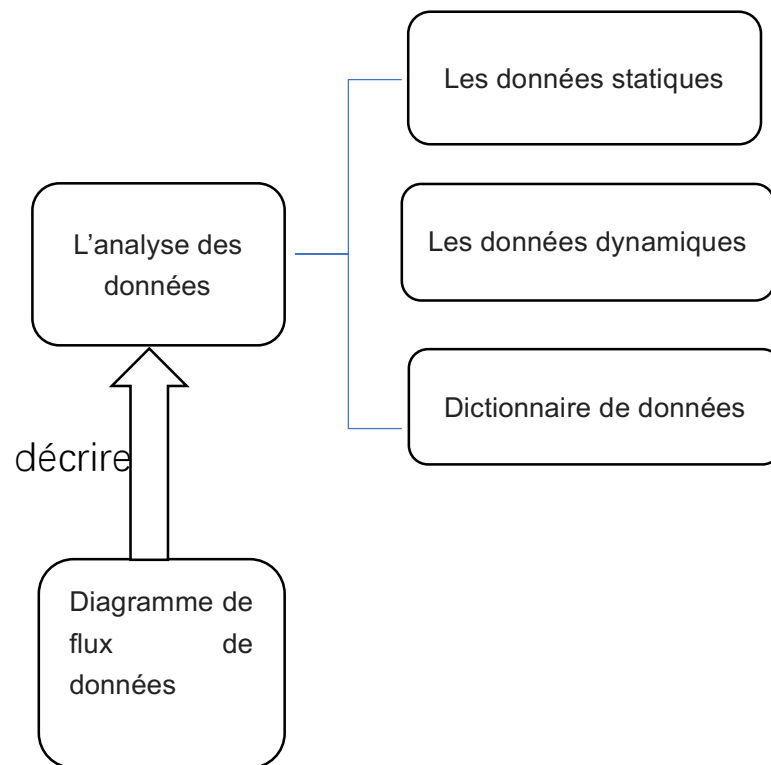 Les données statiques
L’analyse des
données
Les données dynamiques
Dictionnaire de données
décrire
Diagramme de
flux de
données